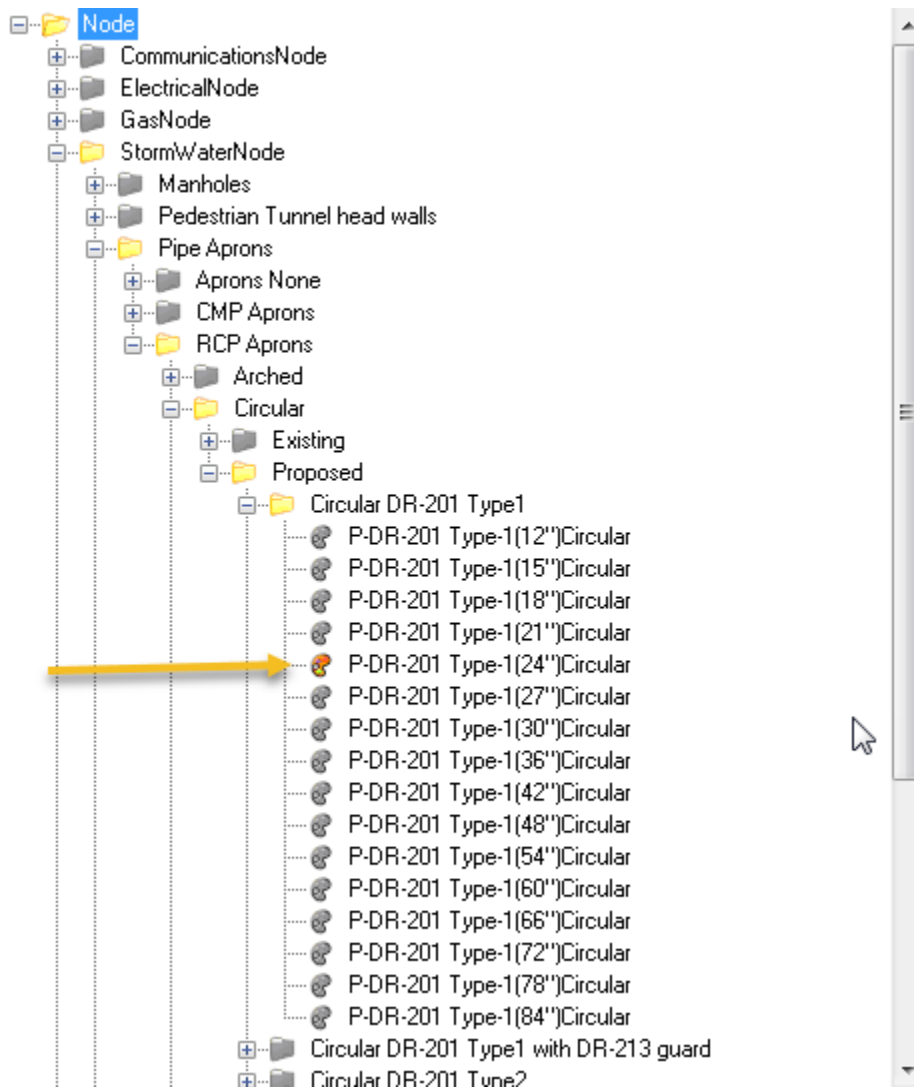 Node
CommunicationsNode
ElectricalNode
GasNode
StormWaterNode
Manholes
Pedestrian Tunnel head walls
Pipe Aprons
Aprons None
CMP Aprons
RCP Aprons
Arched
Circular
Existing
Proposed
Circular DR-201 Type1
P-DR-201 Type-1(12'')Circular
P-DR-201 Type-1(15'')Circular
P-DR-201 Type-1(18'')Circular
P-DR-201 Type-1(21'')Circular
P-DR-201 Type-1(24'')Circular
P-DR-201 Type-1(27'')Circular
P-DR-201 Type-1(30'')Circular
P-DR-201 Type-1(36'')Circular
P-DR-201 Type-1(42'')Circular
P-DR-201 Type-1(48'')Circular
P-DR-201 Type-1(54'')Circular
P-DR-201 Type-1(60'')Circular
P-DR-201 Type-1(66'')Circular
P-DR-201 Type-1(72'')Circular
P-DR-201 Type-1(78'')Circular
P-DR-201 Type-1(84'')Circular
Circular DR-201 Type1 with DR-213 guard
Circular DR-201 Type2